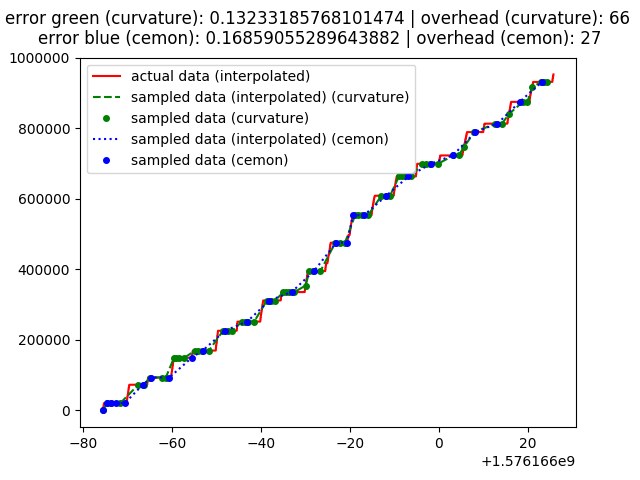 error green (curvature): 0.13233185768101474 | overhead (curvature): 66
error blue (cemon): 0.16859055289643882 | overhead (cemon): 27
1000000
800000
600000
400000
200000
0
actual data (interpolated)
sampled data (interpolated) (curvature)
sampled data (curvature)
sampled data (interpolated) (cemon)
sampled data (cemon)
−80 −60 −40 −20 0 20
+1.576166e9